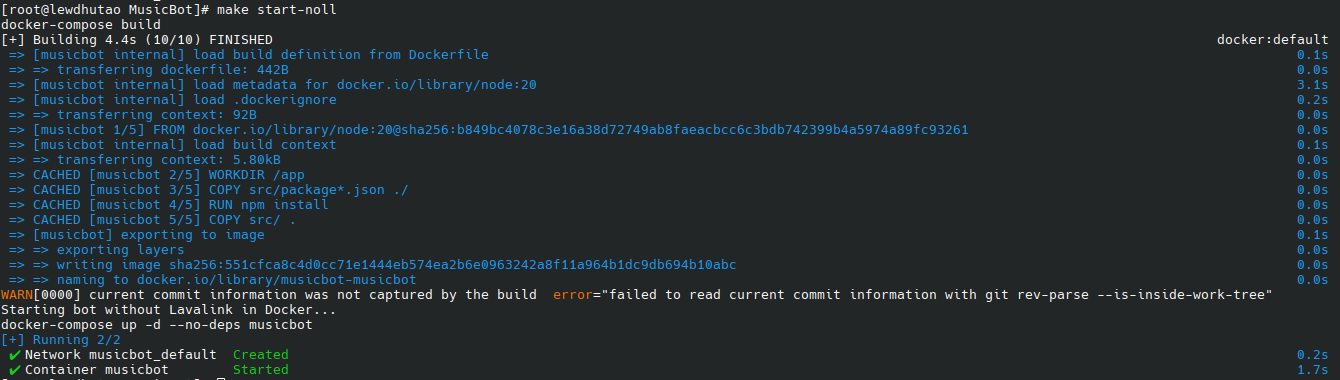 [root@lewdhutao MusicBot]# make start-noll
docker-compose build
[+] Building 4.4s (10/10) FINISHED docker:default
=> [musicbot internal] load build definition from Dockerfile 0.1s
=> => transferring dockerfile: 442B 0.0s
=> [musicbot internal] load metadata for docker.io/library/node:20 3.1s
=> [musicbot internal] load .dockerignore 0.2s
=> => transferring context: 92B 0.0s
=> [musicbot 1/5] FROM docker.io/library/node:20@sha256:b849bc4078c3e16a38d72749ab8faeacbcc6c3bdb742399b4a5974a89fc93261 0.0s
=> [musicbot internal] load build context 0.1s
=> => transferring context: 5.80kB 0.0s
=> CACHED [musicbot 2/5] WORKDIR /app 0.0s
=> CACHED [musicbot 3/5] COPY src/package*.json ./ 0.0s
=> CACHED [musicbot 4/5] RUN npm install 0.0s
=> CACHED [musicbot 5/5] COPY src/ . 0.0s
=> [musicbot] exporting to image 0.1s
=> => exporting layers 0.0s
=> => writing image sha256:551cfca8c4d0cc71e1444eb574ea2b6e0963242a8f11a964b1dc9db694b10abc 0.0s
=> => naming to docker.io/library/musicbot-musicbot 0.0s
WARN[0000] current commit information was not captured by the build  error="failed to read current commit information with git rev-parse --is-inside-work-tree"
Starting bot without Lavalink in Docker...
docker-compose up -d --no-deps musicbot
[+] Running 2/2
✔ Network musicbot_default  Created 0.2s
✔ Container musicbot  Started 1.7s